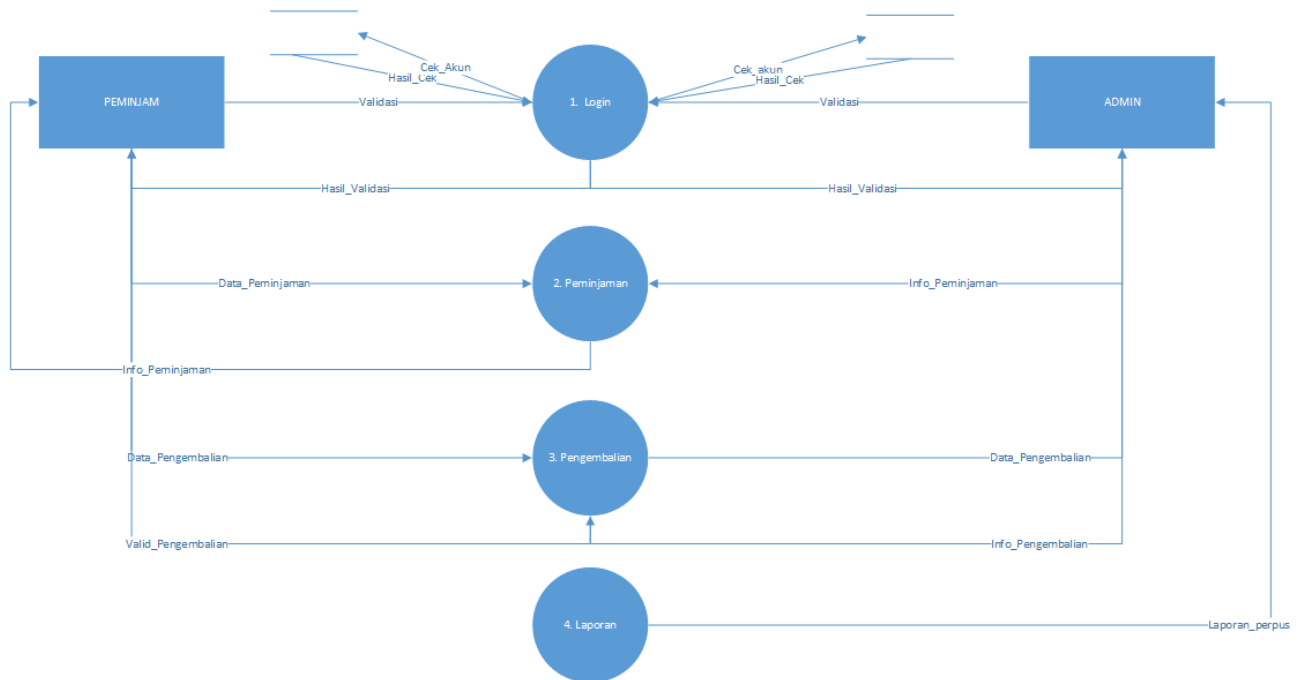 Cek_Akun
Hasil_Cek
Cek_akun
Hasil_Cek
PEMINJAM
Validasi
1. Login
Validasi
ADMIN
Hasil_Validasi
Hasil_Validasi
Data_Peminjaman
2. Peminjaman
Info_Peminjaman
Info_Peminjaman
Data_Pengembalian
3. Pengembalian
Data_Pengembalian
Valid_Pengembalian
Info_Pengembalian
4. Laporan
Laporan_perpus